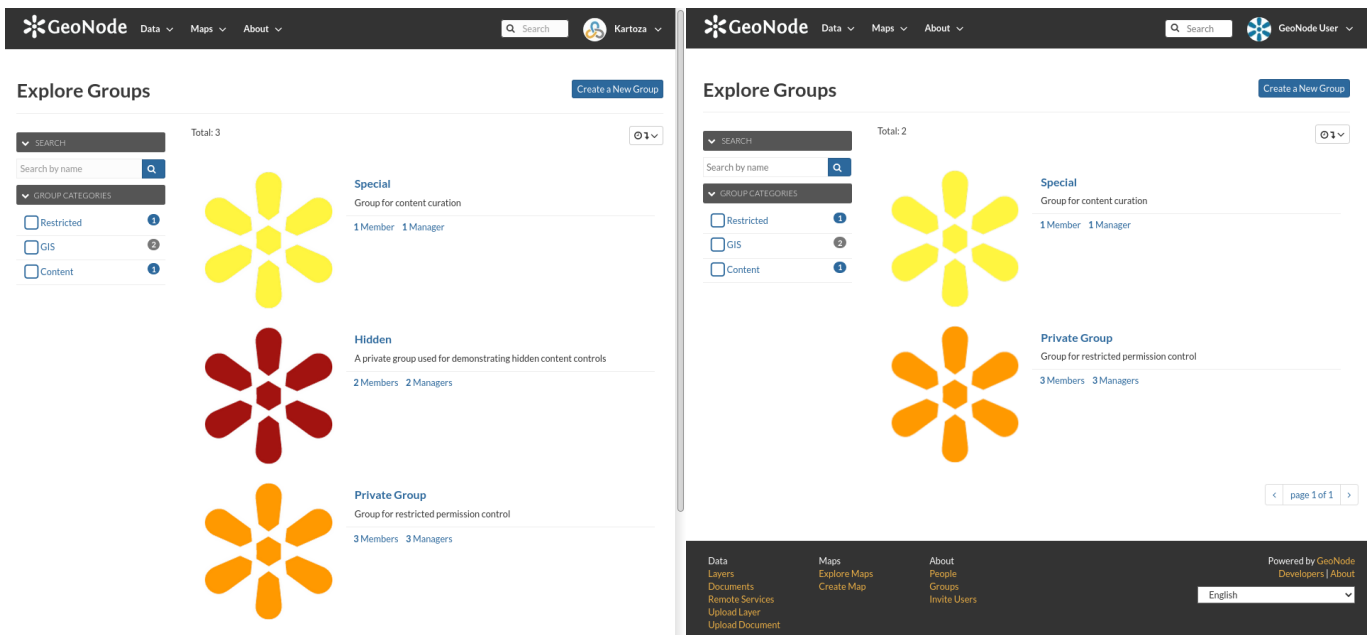 GeoNode Data Maps About Search Kartoza
Explore Groups Create a New Group
Total: 3
SEARCH
Search by name
GROUP CATEGORIES
Restricted 1
GIS 2
Content 1
Special
Group for content curation
1 Member 1 Manager
Hidden
A private group used for demonstrating hidden content controls
2 Members 2 Managers
Private Group
Group for restricted permission control
3 Members 3 Managers
GeoNode Data Maps About Search GeoNode User
Explore Groups Create a New Group
Total: 2
SEARCH
Search by name
GROUP CATEGORIES
Restricted 1
GIS 2
Content 1
Special
Group for content curation
1 Member 1 Manager
Private Group
Group for restricted permission control
3 Members 3 Managers
page 1 of 1
Data
Layers
Documents
Remote Services
Upload Layer
Upload Document
Maps
Explore Maps
Create Map
About
People
Groups
Invite Users
Powered by GeoNode
Developers | About
English